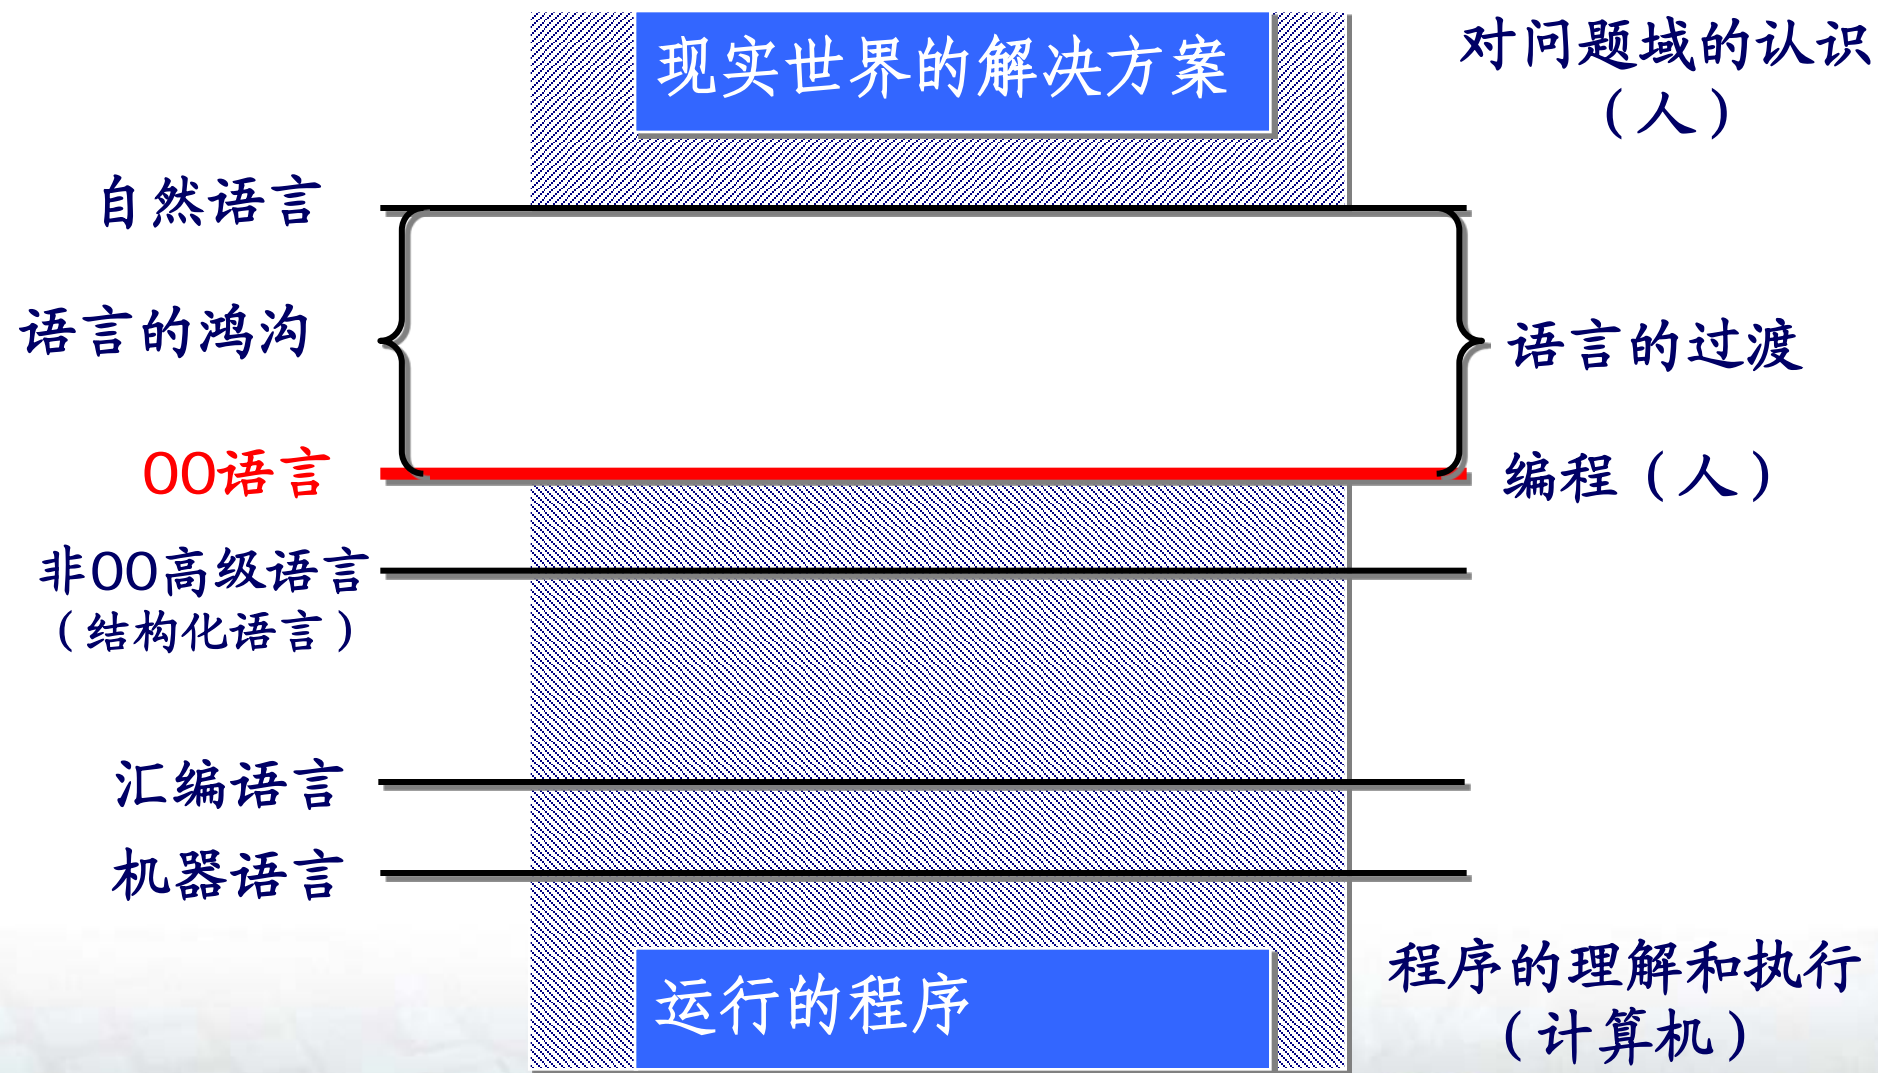 现实世界的解决方案
对问题域的认识
（人）
自然语言
语言的鸿沟
语言的过渡
OO语言
编程（人）
非OO高级语言
（结构化语言）
汇编语言
机器语言
程序的理解和执行
（计算机）
运行的程序